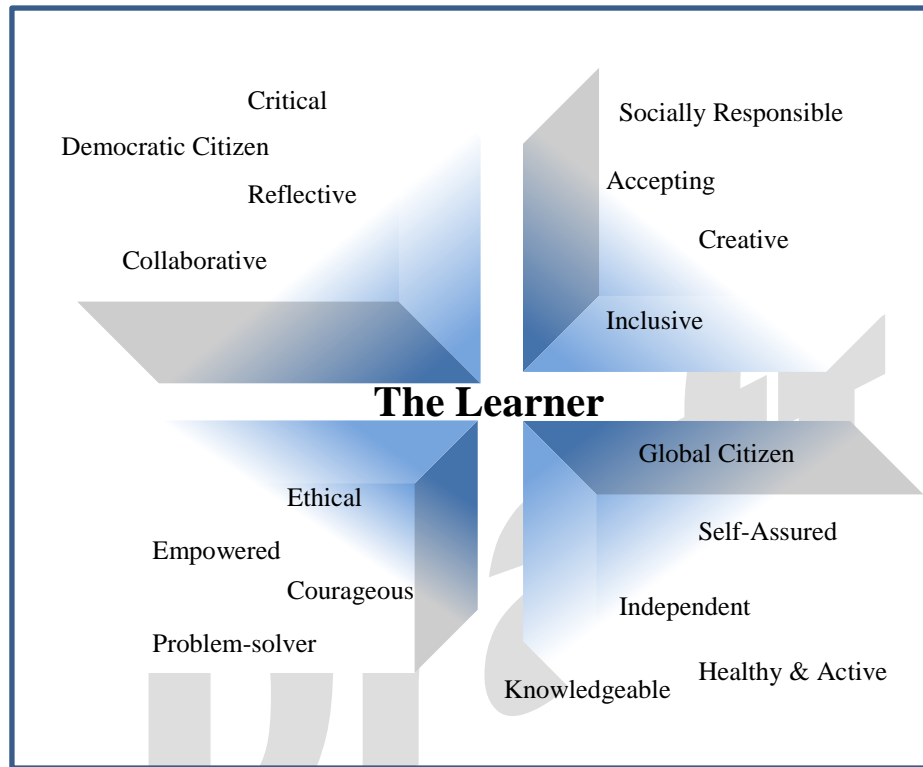 Critical
Democratic Citizen
Reflective
Collaborative
Socially Responsible
Accepting
Creative
Inclusive
The Learner
Ethical
Empowered
Courageous
Problem-solver
Global Citizen
Self-Assured
Independent
Healthy & Active
Knowledgeable